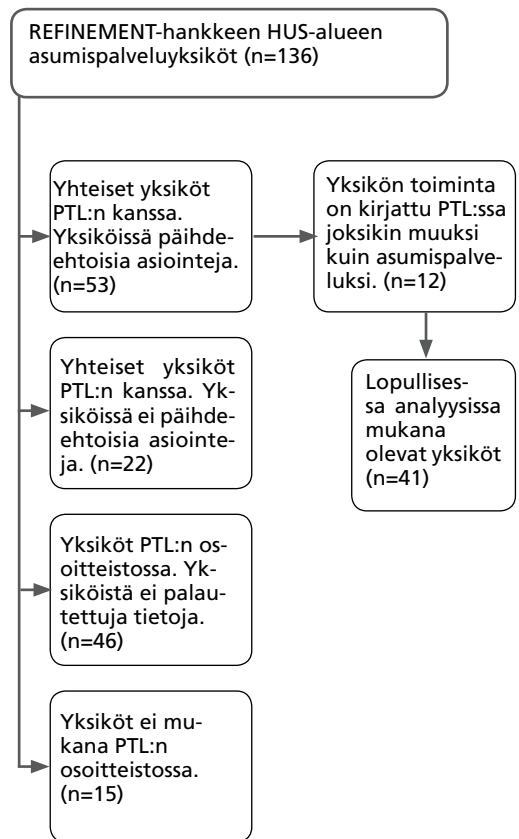 REFINEMENT-hankkeen HUS-alueen
asumispalveluyksiköt (n=136)
Yhteiset yksiköt
PTL:n kanssa.
Yksiköissä päihde-
ehtoisia asiointeja.
(n=53)
Yksikön toiminta
on kirjattu PTL:ssa
joksikin muuksi
kuin asumispalve-
luksi. (n=12)
Yhteiset yksiköt
PTL:n kanssa. Yk-
siköissä ei päihde-
ehtoisia asiointe-
ja. (n=22)
Lopullises-
sa analyysissa
mukana
olevat yksiköt
(n=41)
Yksiköt PTL:n os-
oitteistossa. Yk-
siköistä ei palau-
tettuja tietoja.
(n=46)
Yksiköt ei mu-
kana PTL:n
osoitteistossa.
(n=15)